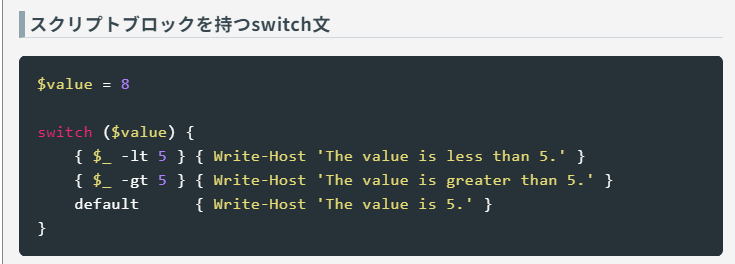 スクリプトブロックを持つswitch文
$value = 8
switch ($value) {
    { $_ -lt 5 } { Write-Host 'The value is less than 5.' }
    { $_ -gt 5 } { Write-Host 'The value is greater than 5.' }
    default      { Write-Host 'The value is 5.' }
}